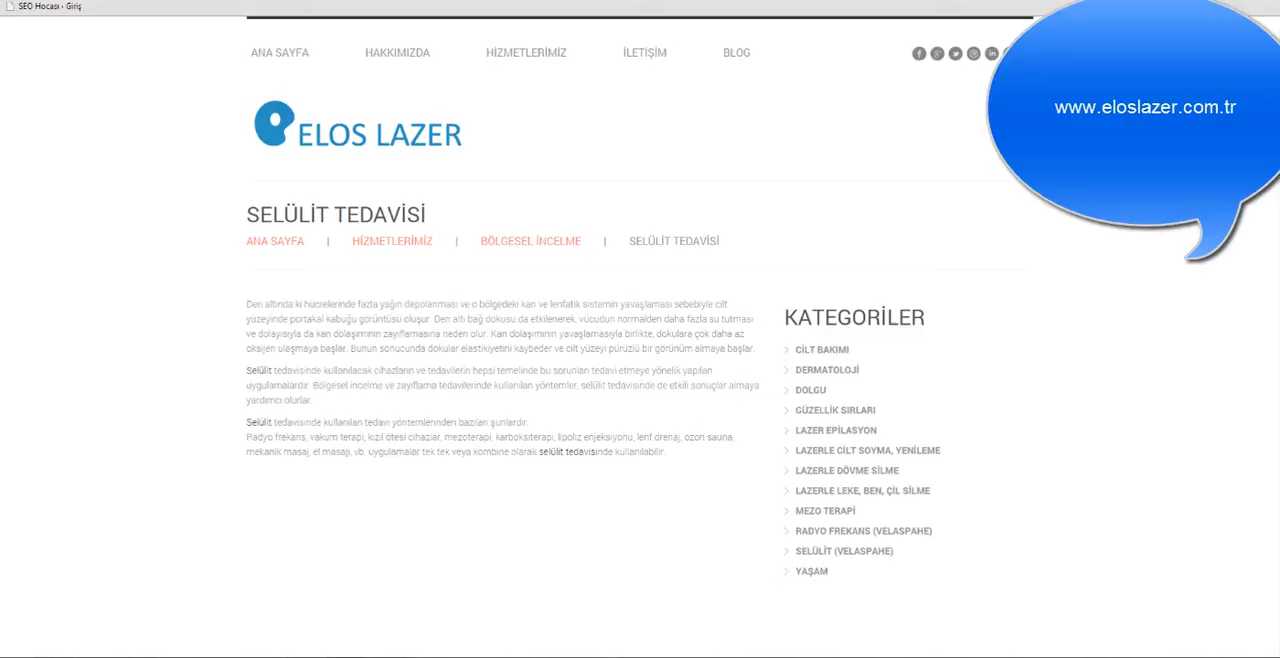 SEO Hocası › Giriş
ANA SAYFA HAKKIMIZDA HİZMETLERİMİZ İLETİŞİM BLOG
www.eloslazer.com.tr
ELOS LAZER
SELÜLİT TEDAVİSİ
ANA SAYFA | HİZMETLERİMİZ | BÖLGESEL İNCELME | SELÜLİT TEDAVİSİ
Deri altında ki hücrelerinde fazla yağın depolanması ve o bölgedeki kan ve lenfatik sistemin yavaşlaması sebebiyle cilt
yüzeyinde portakal kabuğu görüntüsü oluşur. Deri altı bağ dokusu da etkilenerek, vücudun normalden daha fazla su tutması
ve dolayısıyla da kan dolaşımının zayıflamasına neden olur. Kan dolaşımının yavaşlamasıyla birlikte, dokulara çok daha az
oksijen ulaşmaya başlar. Bunun sonucunda dokular elastikiyetini kaybeder ve cilt yüzeyi pürüzlü bir görünüm almaya başlar.
Selülit tedavisinde kullanılacak cihazların ve tedavilerin hepsi temelinde bu sorunları tedavi etmeye yönelik yapılan
uygulamalardır. Bölgesel incelme ve zayıflama tedavilerinde kullanılan yöntemler, selülit tedavisinde de etkili sonuçlar almaya
yardımcı olurlar.
Selülit tedavisinde kullanılan tedavi yöntemlerinden bazıları şunlardır.
Radyo frekans, vakum terapi, kızıl ötesi cihazlar, mezoterapi, karboksiterapi, lipoliz enjeksiyonu, lenf drenaj, ozon sauna,
mekanik masaj, el masajı, vb. uygulamalar tek tek veya kombine olarak selülit tedavisinde kullanılabilir.
KATEGORİLER
CİLT BAKIMI
DERMATOLOJİ
DOLGU
GÜZELLİK SIRLARI
LAZER EPİLASYON
LAZERLE CİLT SOYMA, YENİLEME
LAZERLE DÖVME SİLME
LAZERLE LEKE, BEN, ÇİL SİLME
MEZO TERAPİ
RADYO FREKANS (VELASPAHE)
SELÜLİT (VELASPAHE)
YAŞAM